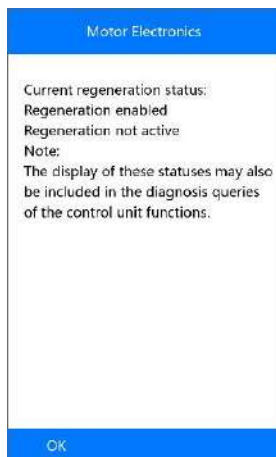 Motor Electronics
Current regeneration status:
Regeneration enabled
Regeneration not active
Note:
The display of these statuses may also
be included in the diagnosis queries
of the control unit functions.
OK